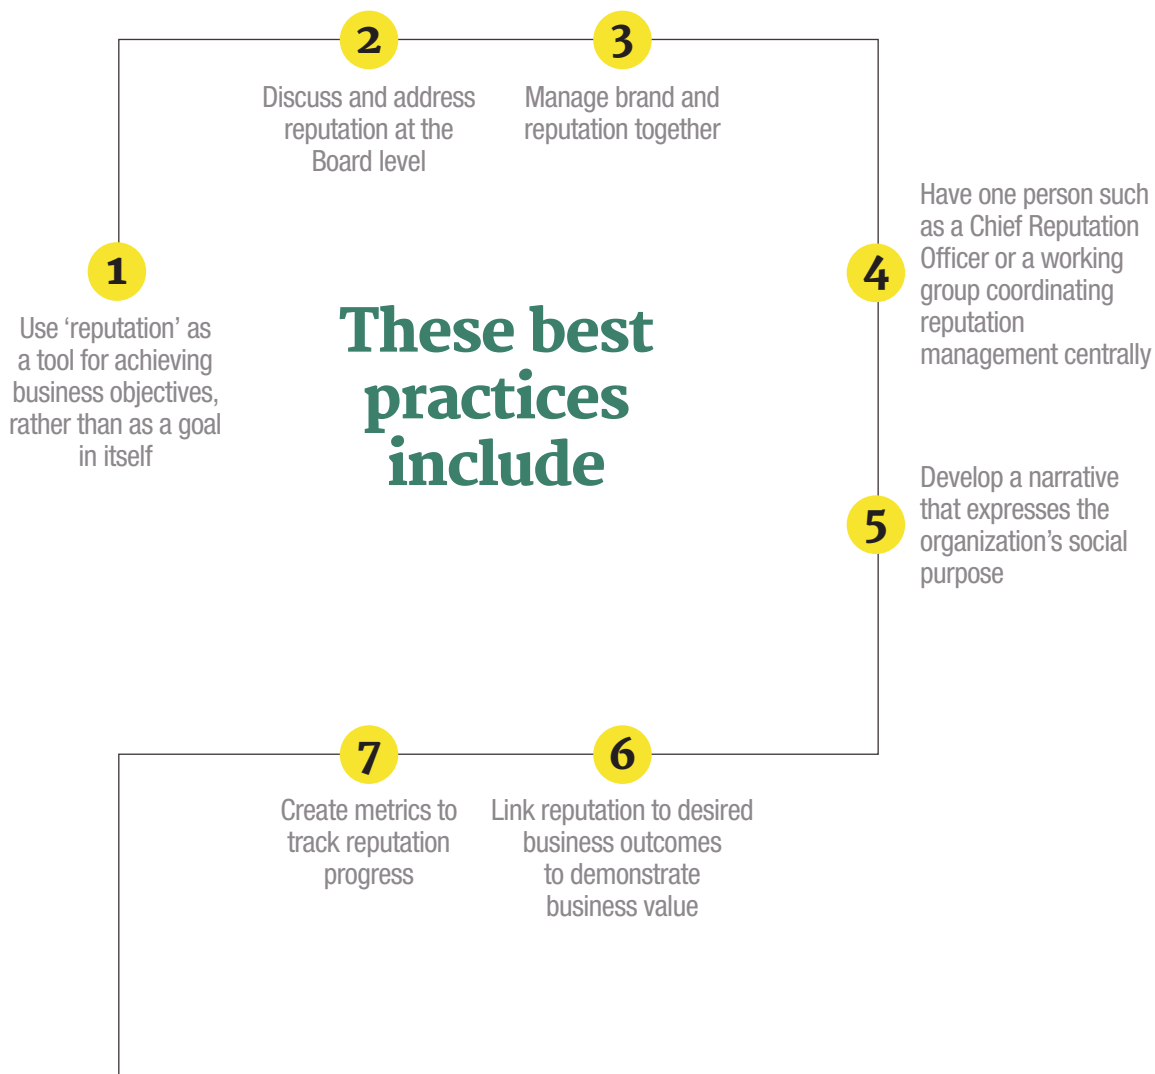 These best
practices
include
1
Use ‘reputation’ as
a tool for achieving
business objectives,
rather than as a goal
in itself
2
Discuss and address
reputation at the
Board level
3
Manage brand and
reputation together
4
Have one person such
as a Chief Reputation
Officer or a working
group coordinating
reputation
management centrally
5
Develop a narrative
that expresses the
organization’s social
purpose
6
Link reputation to desired
business outcomes
to demonstrate
business value
7
Create metrics to
track reputation
progress